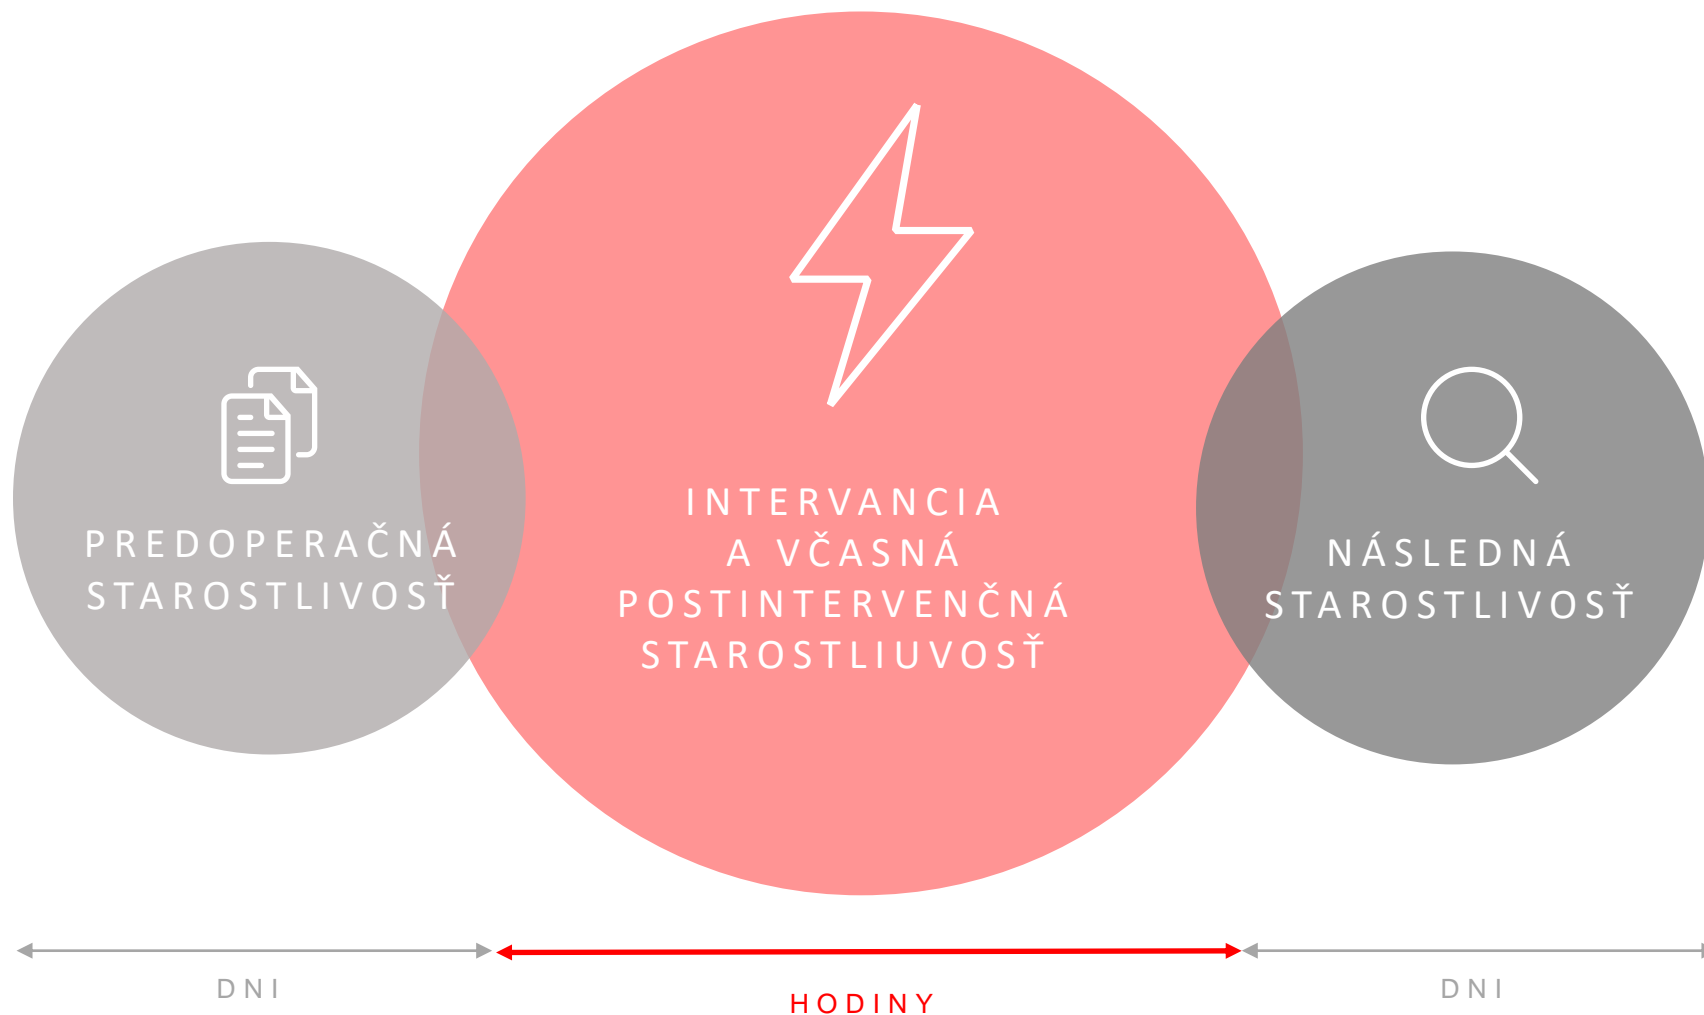 PREDOPERAČNÁ
STAROSTLIVOSŤ
INTERVANCIA
A VČASNÁ
POSTINTERVENČNÁ
STAROSTLIUVOSŤ
NÁSLEDNÁ
STAROSTLIVOSŤ
DNI
HODINY
DNI